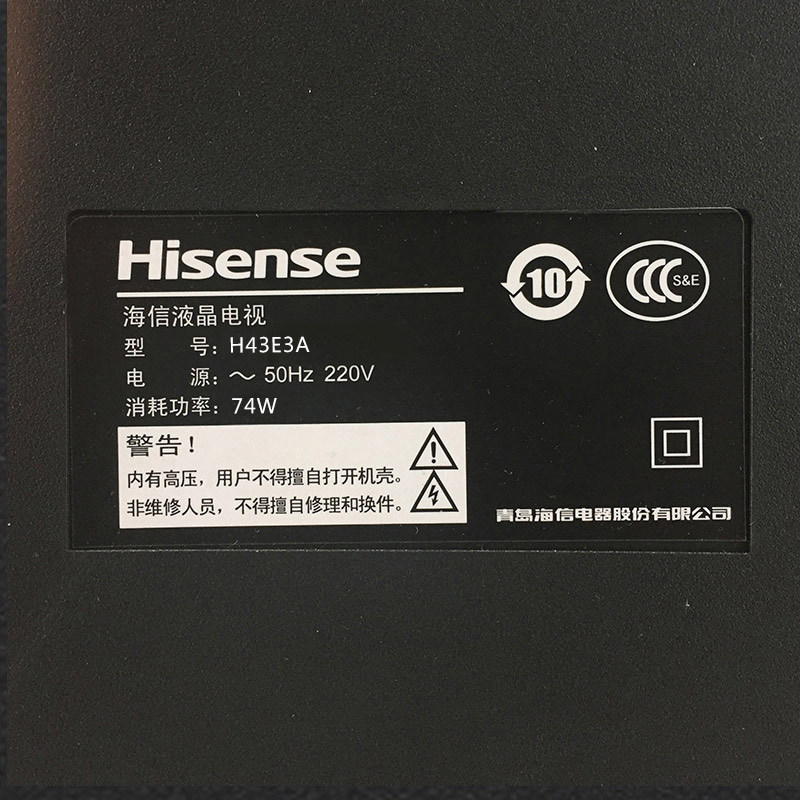 Hisense
海信液晶电视
型 号：H43E3A
电 源：～ 50Hz 220V
消耗功率：74W
警告！
内有高压，用户不得擅自打开机壳。
非维修人员，不得擅自修理和换件。
10
CCC S&E
青岛海信电器股份有限公司